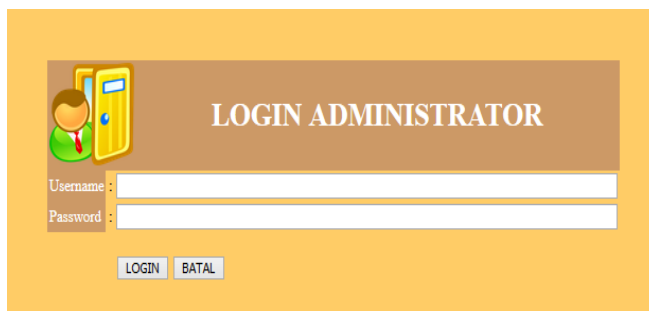 LOGIN ADMINISTRATOR
Username :
Password :
LOGIN BATAL